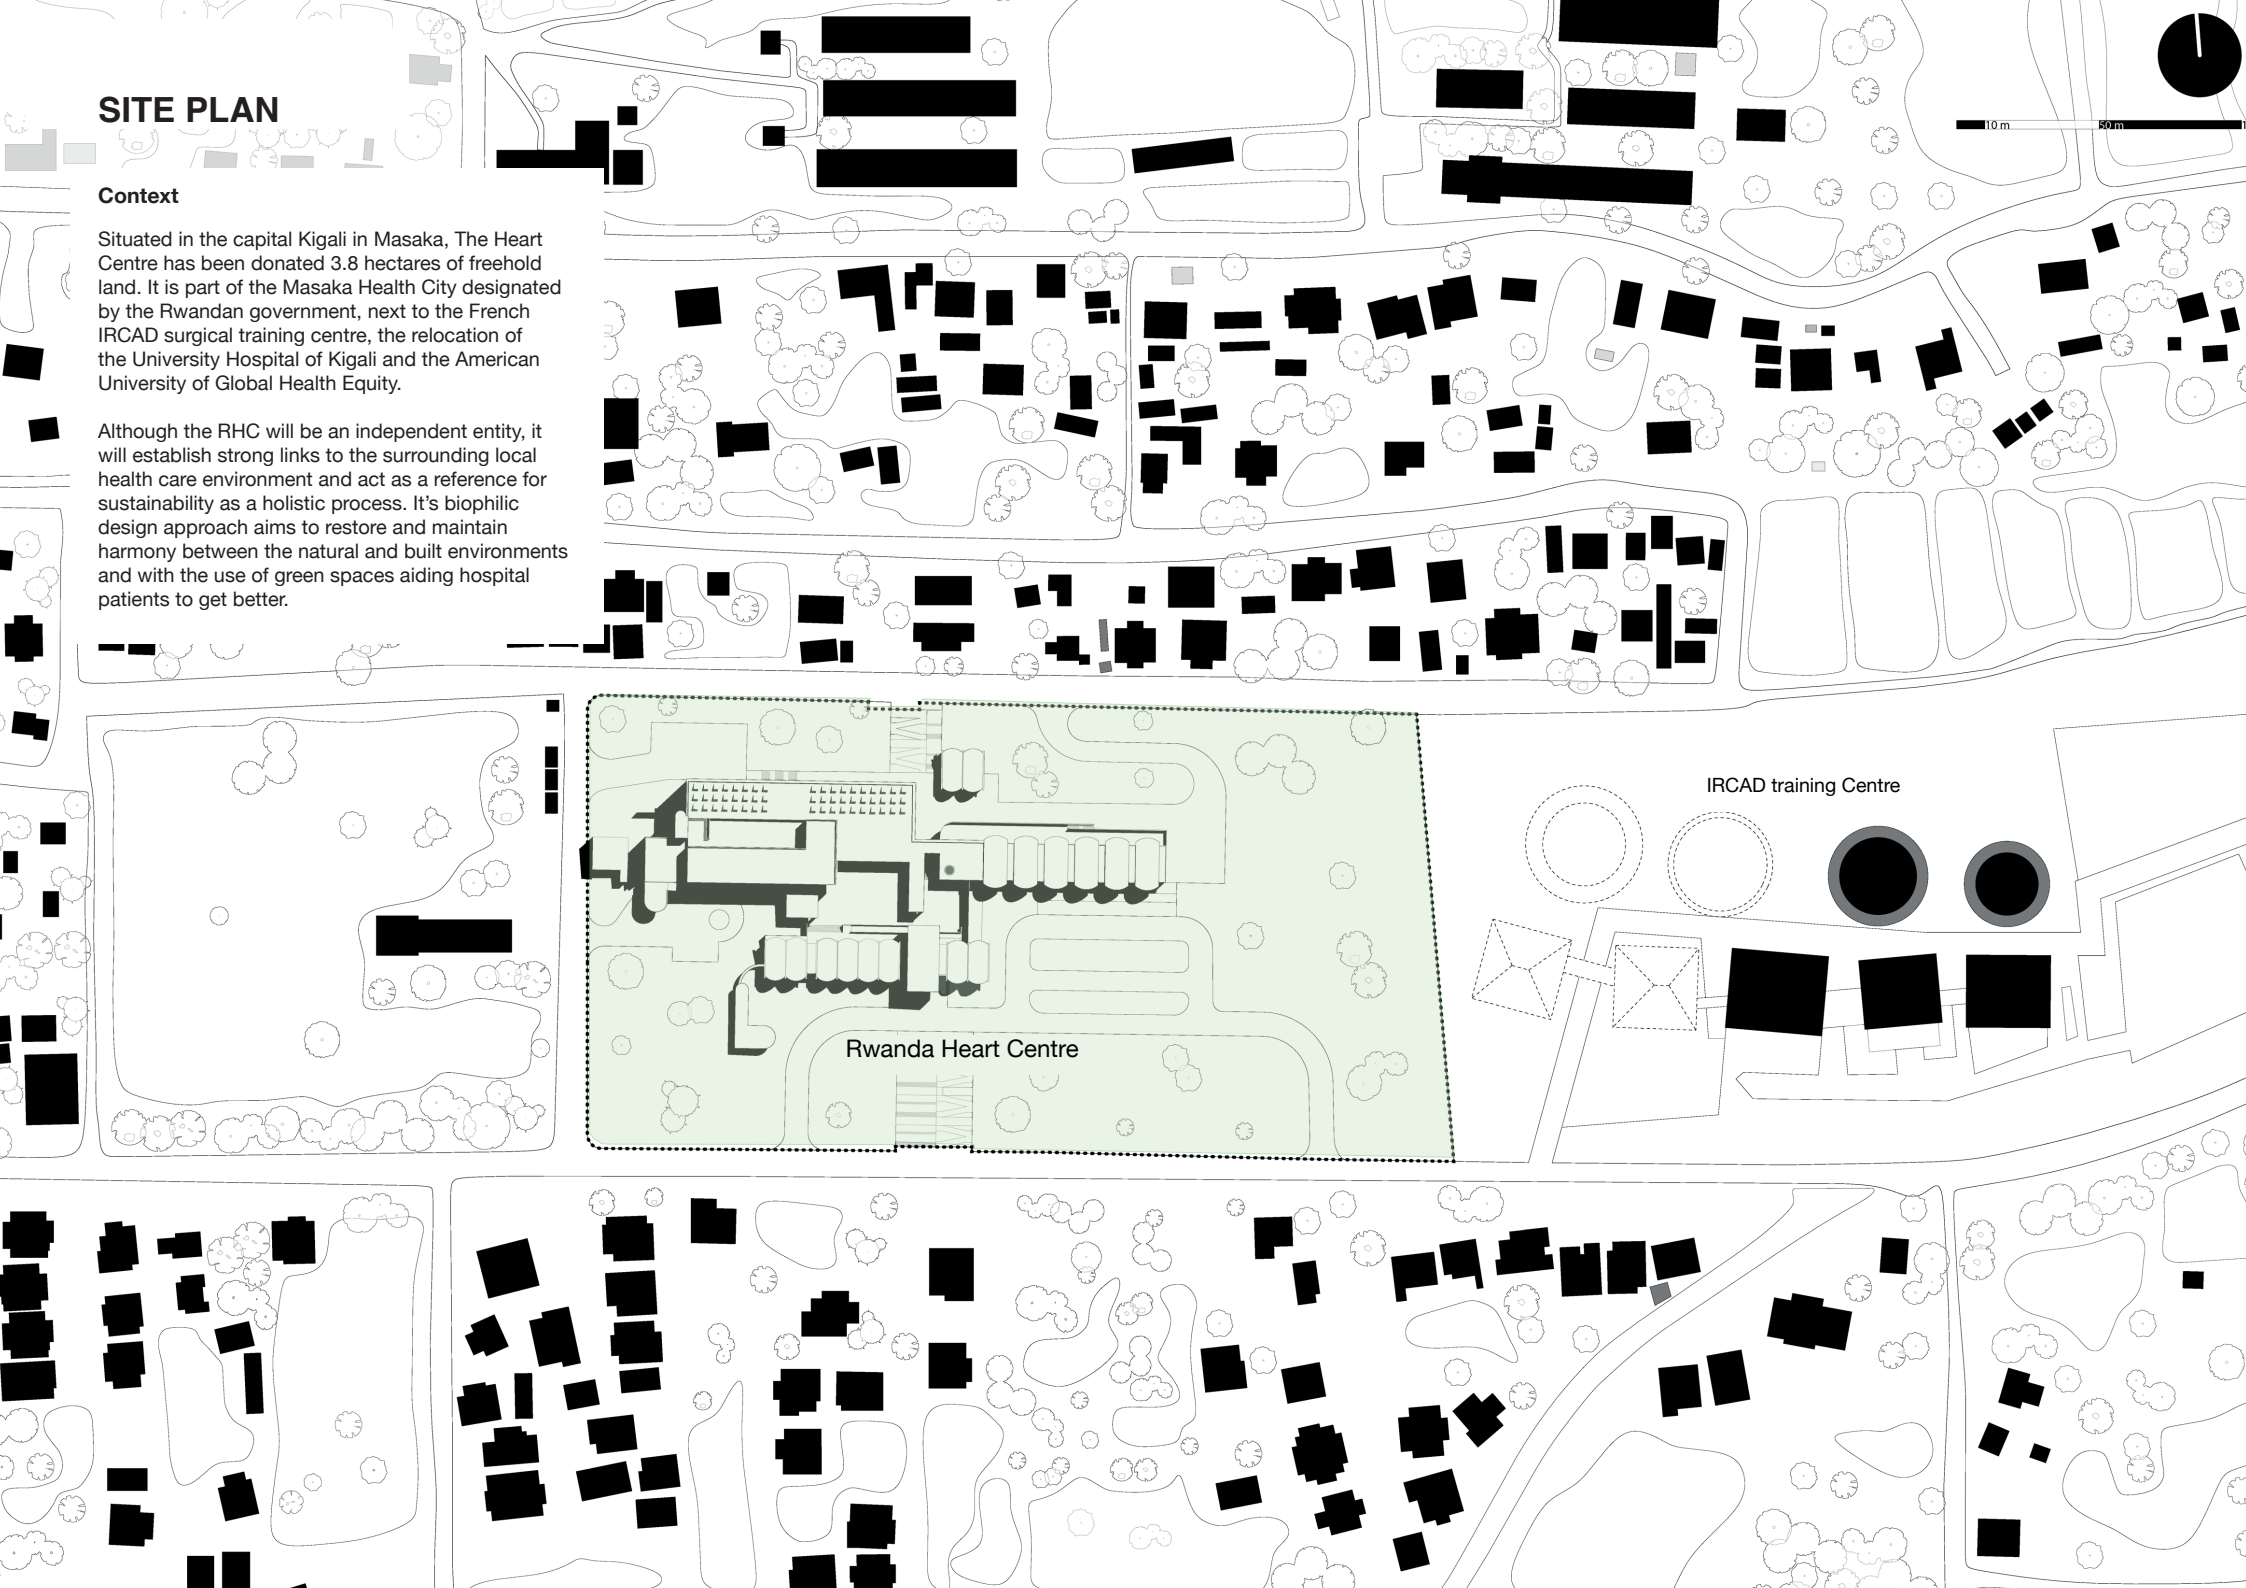 SITE PLAN
10 m
50 m
1
Context
Situated in the capital Kigali in Masaka, The Heart
Centre has been donated 3.8 hectares of freehold
land. It is part of the Masaka Health City designated
by the Rwandan government, next to the French
IRCAD surgical training centre, the relocation of
the University Hospital of Kigali and the American
University of Global Health Equity.
Although the RHC will be an independent entity, it
will establish strong links to the surrounding local
health care environment and act as a reference for
sustainability as a holistic process. It’s biophilic
design approach aims to restore and maintain
harmony between the natural and built environments
and with the use of green spaces aiding hospital
patients to get better.
IRCAD training Centre
Rwanda Heart Centre